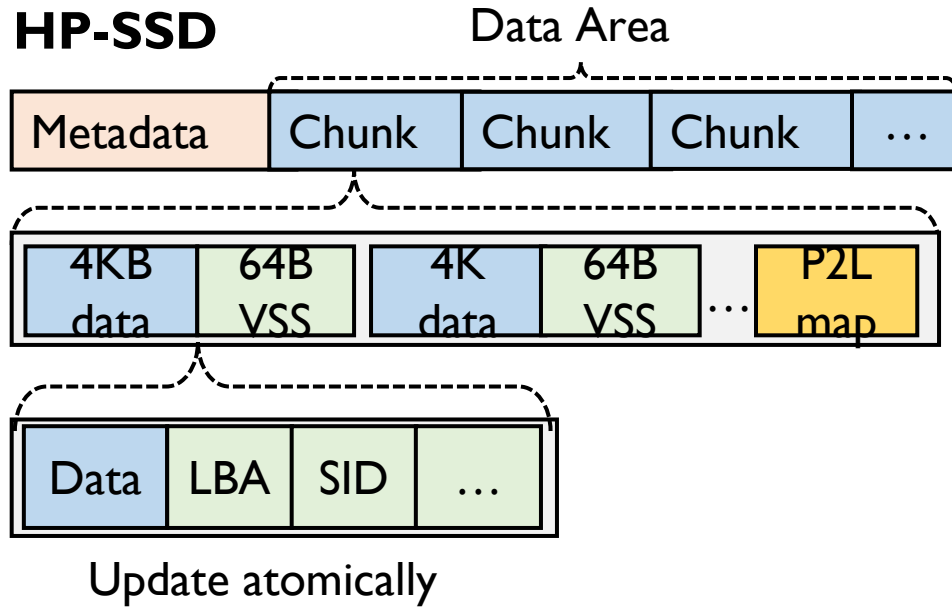 HP-SSD
Data Area
Metadata Chunk Chunk Chunk ...
4KB 64B 4K 64B P2L
data VSS data VSS ... map
Data LBA SID ...
Update atomically